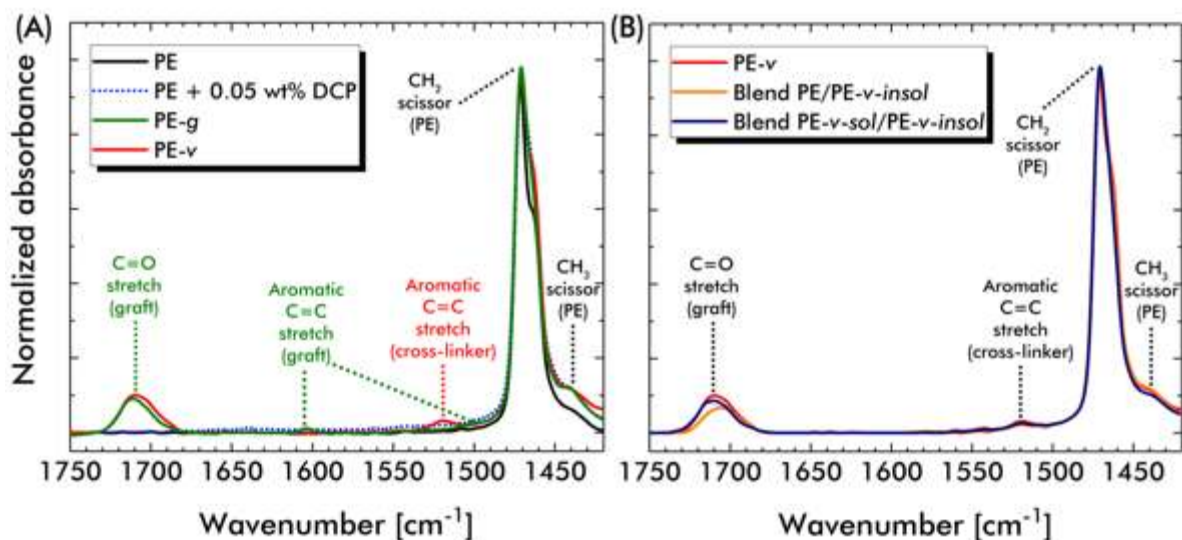 (A)
PE
PE + 0.05 wt% DCP
PE-g
PE-v
CH2
scissor
(PE)
C=O
stretch
(graft)
Aromatic
C=C
stretch
(graft)
Aromatic
C=C
stretch
(cross-linker)
CH3
scissor
(PE)
Normalized absorbance
1750 1700 1650 1600 1550 1500 1450
Wavenumber [cm-1]
(B)
PE-v
Blend PE/PE-v-insol
Blend PE-v-sol/PE-v-insol
CH2
scissor
(PE)
C=O
stretch
(graft)
Aromatic
C=C
stretch
(cross-linker)
CH3
scissor
(PE)
1750 1700 1650 1600 1550 1500 1450
Wavenumber [cm-1]